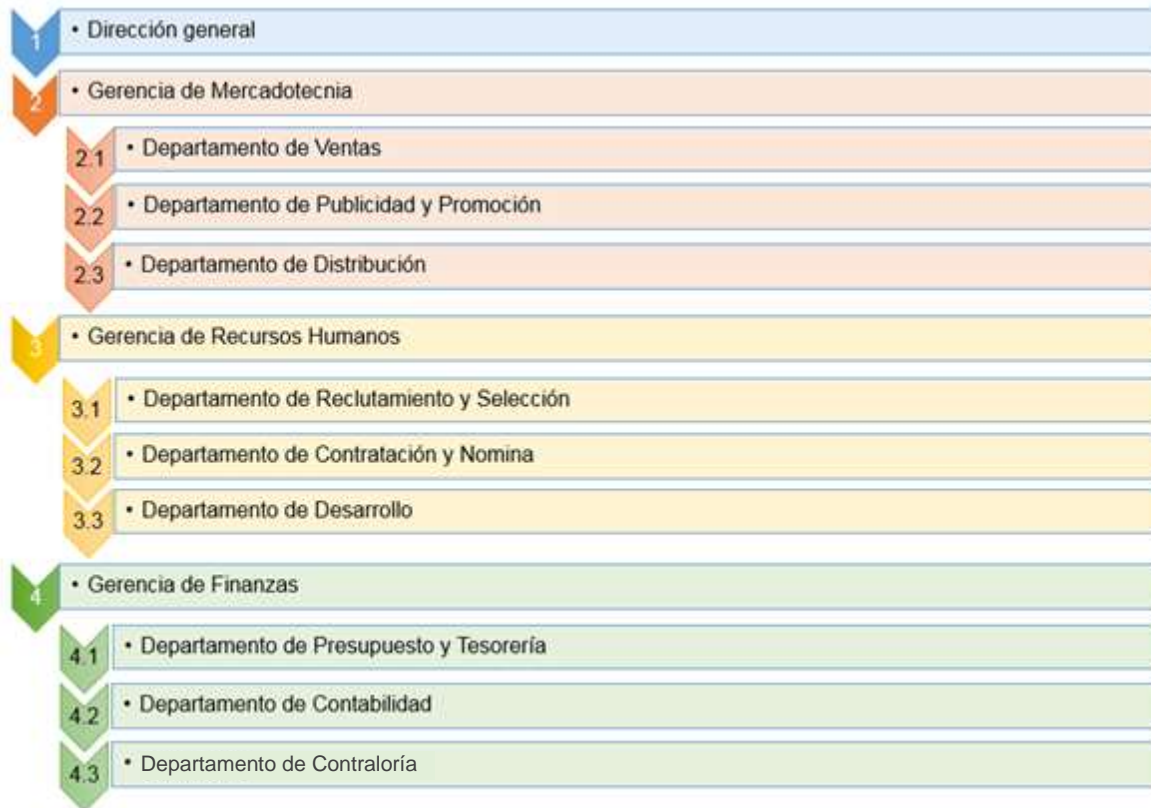 1 • Dirección general
2 • Gerencia de Mercadotecnia
2.1 • Departamento de Ventas
2.2 • Departamento de Publicidad y Promoción
2.3 • Departamento de Distribución
3 • Gerencia de Recursos Humanos
3.1 • Departamento de Reclutamiento y Selección
3.2 • Departamento de Contratación y Nomina
3.3 • Departamento de Desarrollo
4 • Gerencia de Finanzas
4.1 • Departamento de Presupuesto y Tesorería
4.2 • Departamento de Contabilidad
4.3 • Departamento de Contraloría